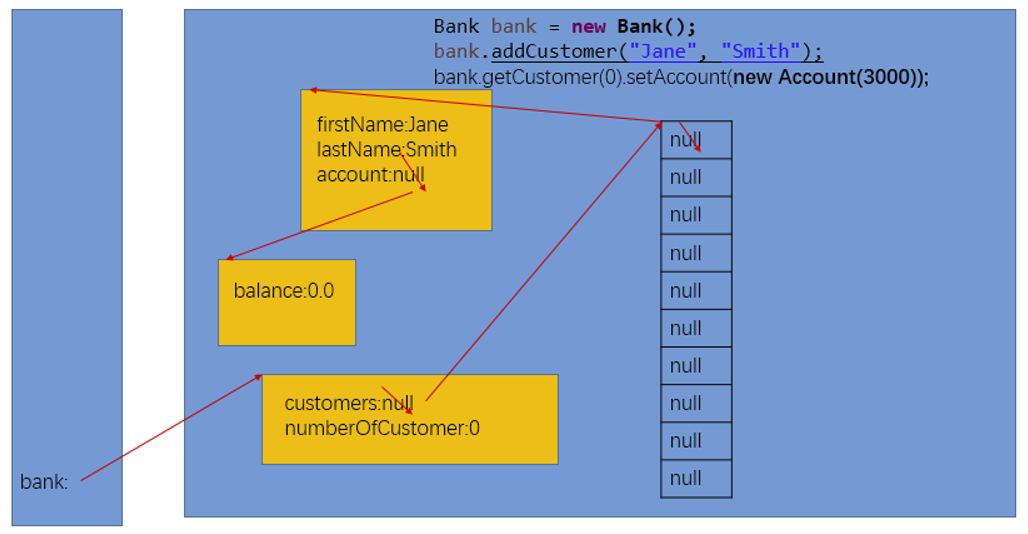 Bank bank = new Bank();
bank.addCustomer("Jane", "Smith");
bank.getCustomer(0).setAccount(new Account(3000));
firstName:Jane
lastName:Smith
account:null
balance:0.0
customers:null
numberOfCustomer:0
bank:
null
null
null
null
null
null
null
null
null
null